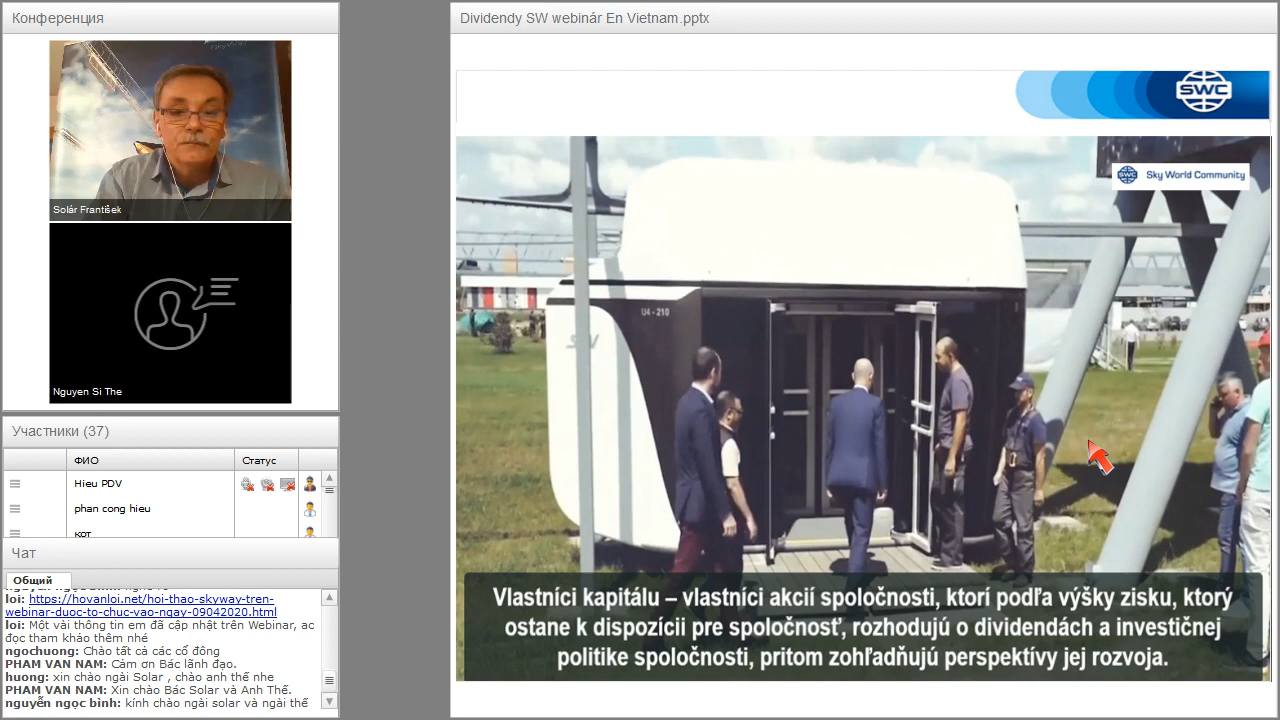 Конференция
Solár František
Nguyen Si The
Участники (37)
ФИО Статус
Hieu PDV
phan cong hieu
кот
Чат
Общий
loi: https://hovanloi.net/hoi-thao-skyway-tren-
webinar-duoc-to-chuc-vao-ngay-09042020.html
loi: Một vài thông tin em đã cập nhật trên Webinar, ac
đọc tham khảo thêm nhé
ngochuong: Chào tất cả các cổ đông
PHAM VAN NAM: Cảm ơn Bác lãnh đạo.
huong: xin chào ngài Solar , chào anh thế nhe
PHAM VAN NAM: Xin chào Bác Solar và Anh Thế.
nguyễn ngọc bình: kính chào ngài solar và ngài thế
Dividendy SW webinár En Vietnam.pptx
SWC
Sky World Community
U4-210
Vlastníci kapitálu – vlastníci akcií spoločnosti, ktorí podľa výšky zisku, ktorý
ostane k dispozícii pre spoločnosť, rozhodujú o dividendách a investičnej
politike spoločnosti, pritom zohľadňujú perspektívy jej rozvoja.